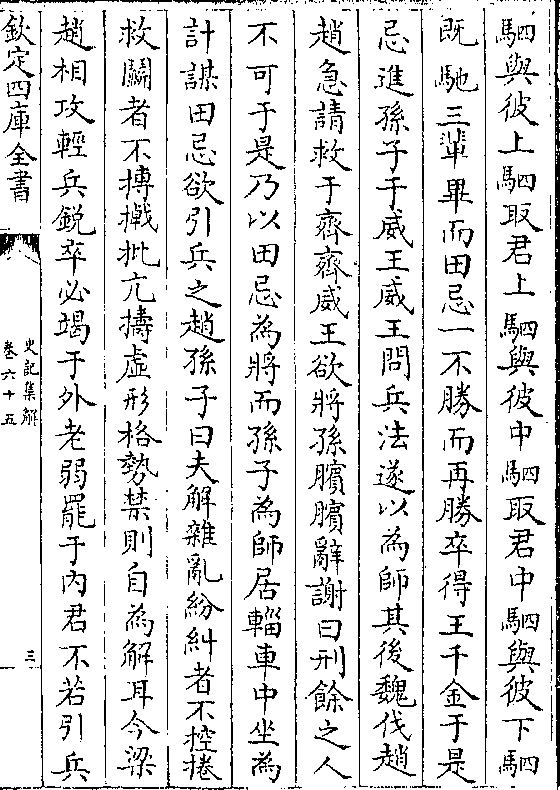 駟與彼上駟取君上駟與彼中駟取君中駟與彼下駟
既馳三軰畢而田忌一不勝而再勝卒得王千金于是
忌進孫子于威王威王問兵法遂以為師其後魏伐趙
趙急請救于齊齊威王欲將孫臏臏辭謝曰刑餘之人
不可于是乃以田忌為將而孫子為師居輜車中坐為
計謀田忌欲引兵之趙孫子曰夫解雜亂紛糾者不控捲
救鬭者不摶撠批亢擣虛形格勢禁則自為解耳今梁
趙相攻輕兵鋭卒必竭于外老弱罷于内君不若引兵
欽定四庫全書
史記集解
卷六十五
三